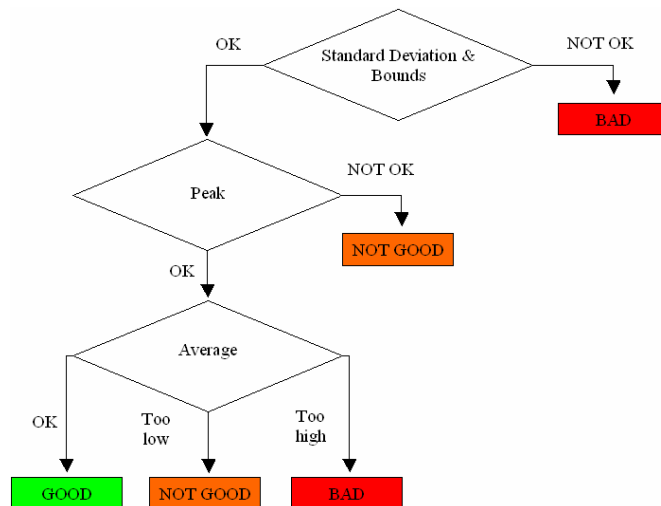 OK
Standard Deviation &
Bounds
NOT OK
BAD
Peak
NOT OK
NOT GOOD
OK
Average
OK
Too
low
Too
high
GOOD
NOT GOOD
BAD